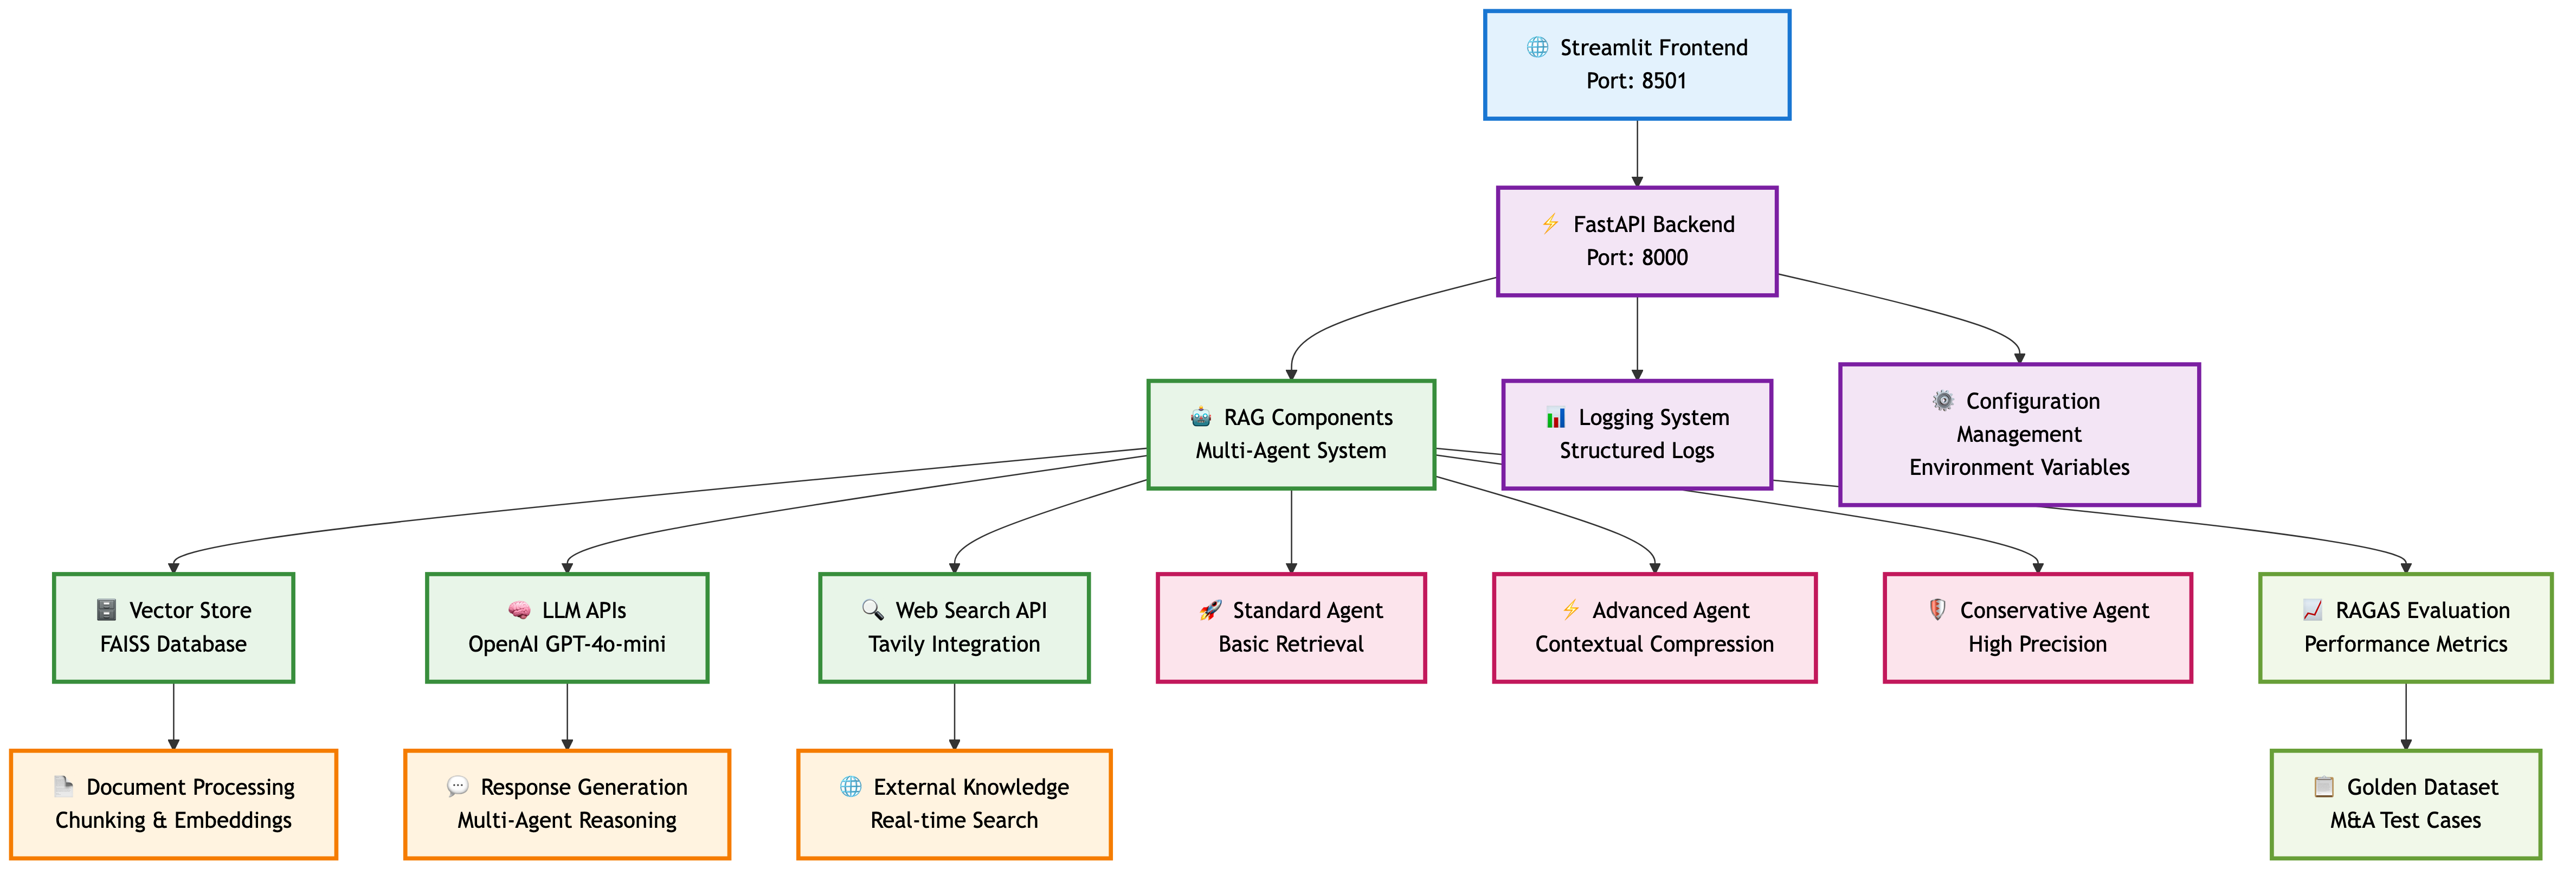 🌐 Streamlit Frontend
Port: 8501
⚡ FastAPI Backend
Port: 8000
🤖 RAG Components
Multi-Agent System
📊 Logging System
Structured Logs
⚙️ Configuration
Management
Environment Variables
🗄️ Vector Store
FAISS Database
🧠 LLM APIs
OpenAI GPT-4o-mini
🔍 Web Search API
Tavily Integration
🚀 Standard Agent
Basic Retrieval
⚡ Advanced Agent
Contextual Compression
🛡️ Conservative Agent
High Precision
📈 RAGAS Evaluation
Performance Metrics
📄 Document Processing
Chunking & Embeddings
💬 Response Generation
Multi-Agent Reasoning
🌐 External Knowledge
Real-time Search
📋 Golden Dataset
M&A Test Cases